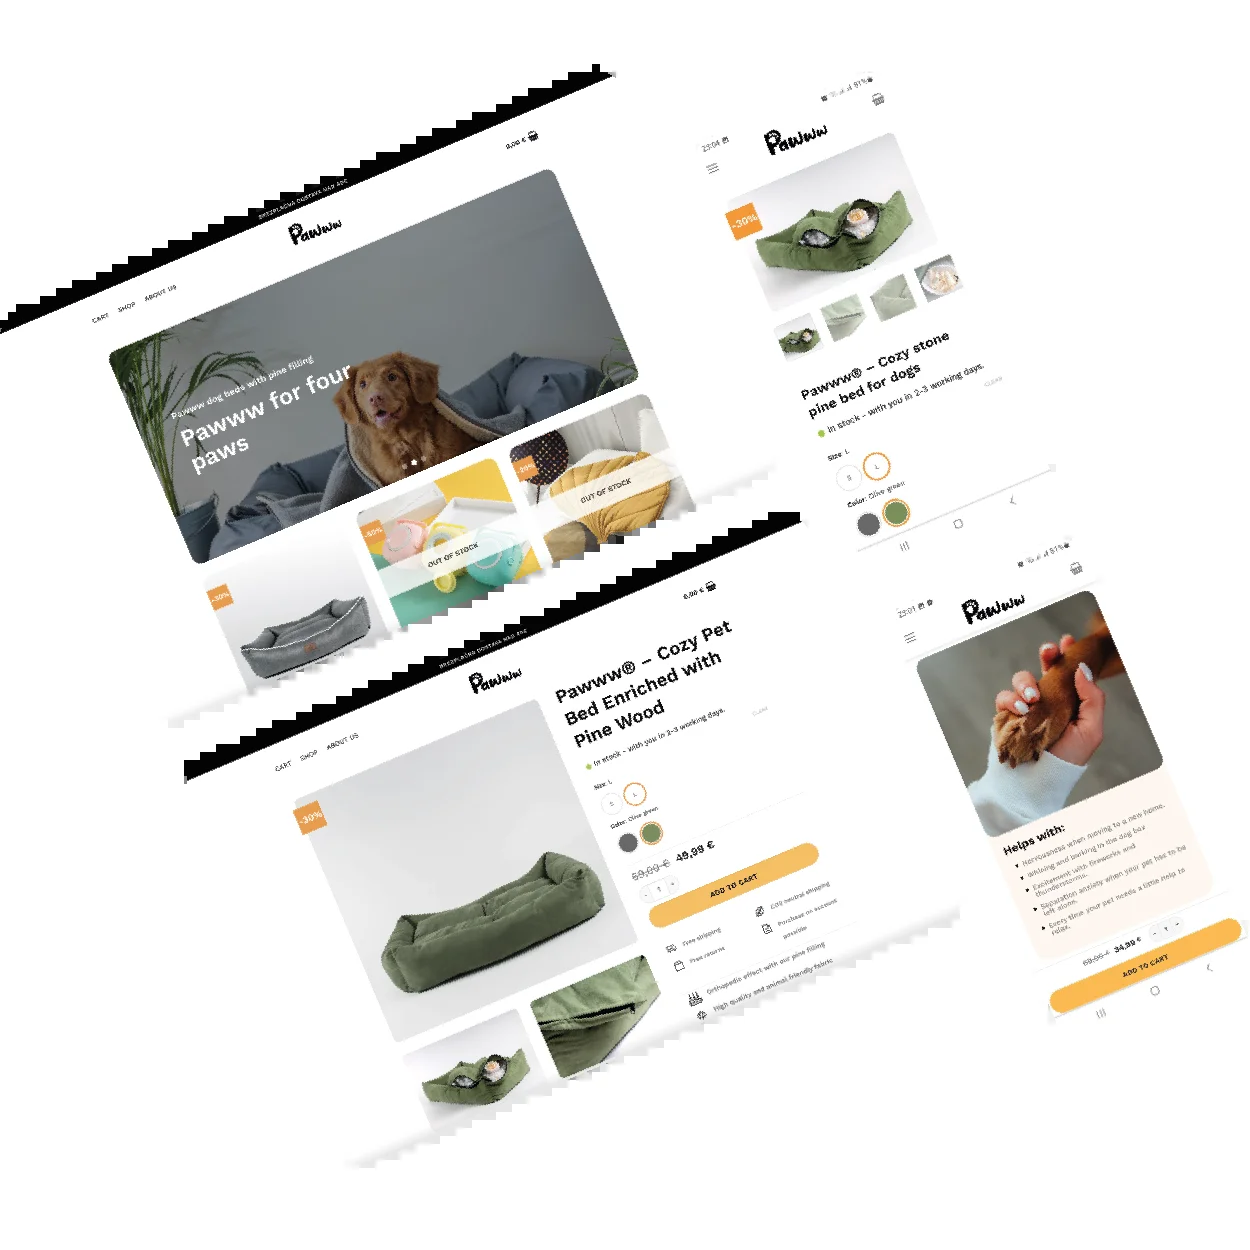 BREZPLAČNA DOSTAVA NAD 40€
0,00 €
Pawww
CART SHOP ABOUT US
Pawww dog beds with pine filling
Pawww for four
paws
-30%
-50%
OUT OF STOCK
-20%
OUT OF STOCK
23:04
81%
Pawww
-30%
Pawww® – Cozy stone
pine bed for dogs
In stock - with you in 2-3 working days.
CLEAR
Size: L
S L
Color: Olive green
BREZPLAČNA DOSTAVA NAD 40€
0,00 €
Pawww
CART SHOP ABOUT US
-30%
Pawww® – Cozy Pet
Bed Enriched with
Pine Wood
In stock - with you in 2-3 working days.
CLEAR
Size: L
S L
Color: Olive green
59,99 € 49,99 €
- 1 +
ADD TO CART
Free shipping
CO2 neutral shipping
Free returns
Purchase on account
possible
Orthopedic effect with our pine filling
High quality and animal friendly fabric
23:01
81%
Pawww
Helps with:
Nervousness when moving to a new home.
Whining and barking in the dog box
Excitement with fireworks and
thunderstorms.
Separation anxiety when your pet has to be
left alone.
Every time your pet needs a little help to
relax.
34,99 €
- 1 +
ADD TO CART